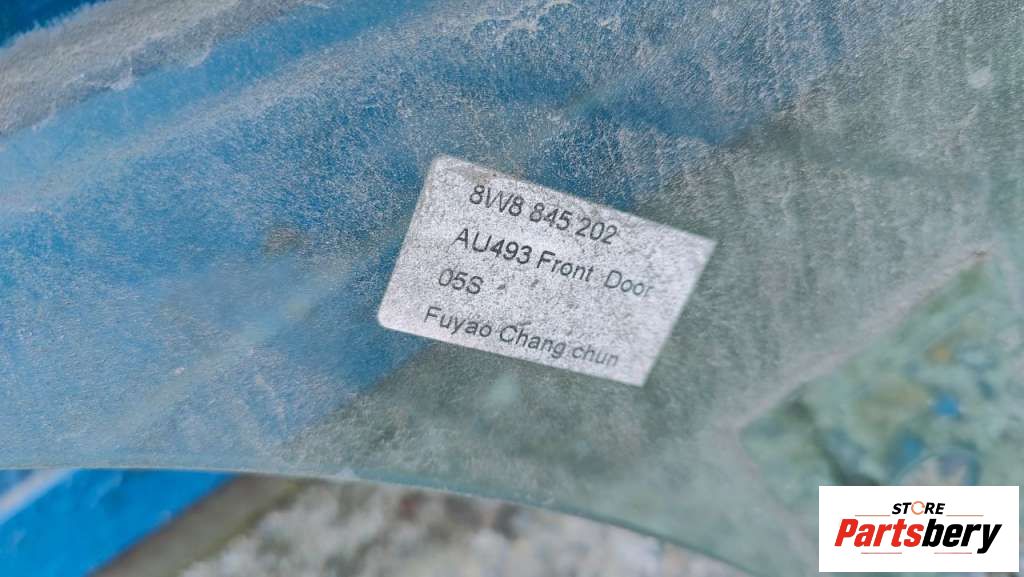 8W8 845 202
AU493 Front Door
05S
Fuyao Chang chun
STORE
Partsbery